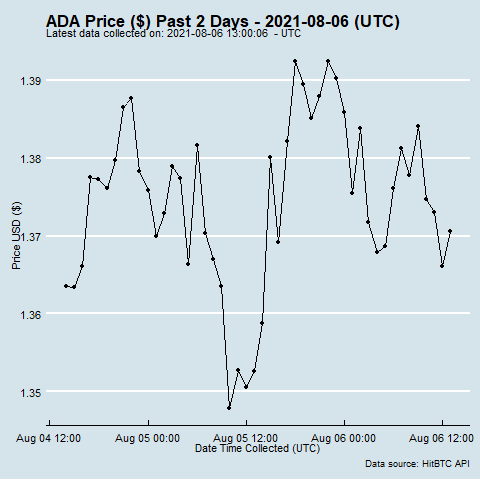 ADA Price ($) Past 2 Days - 2021-08-06 (UTC)
Latest data collected on: 2021-08-06 13:00:06 - UTC
1.39
1.38
1.37
1.36
1.35
Price USD ($)
Aug 04 12:00 Aug 05 00:00 Aug 05 12:00 Aug 06 00:00 Aug 06 12:00
Date Time Collected (UTC)
Data source: HitBTC API